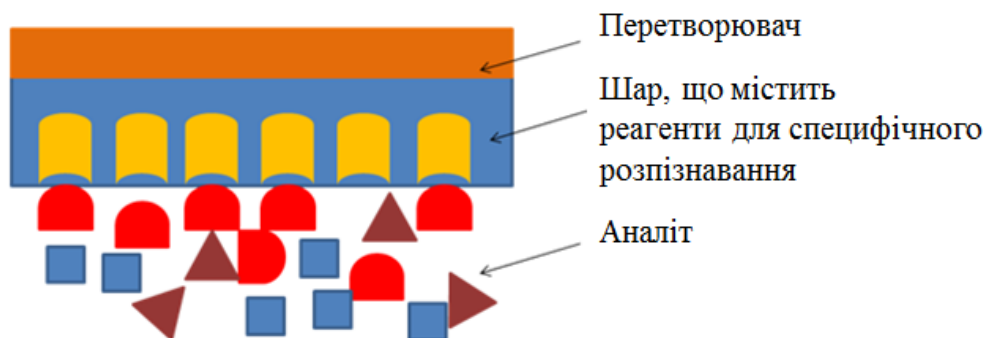 Перетворювач
Шар, що містить
реагенти для специфічного
розпізнавання
Аналіт